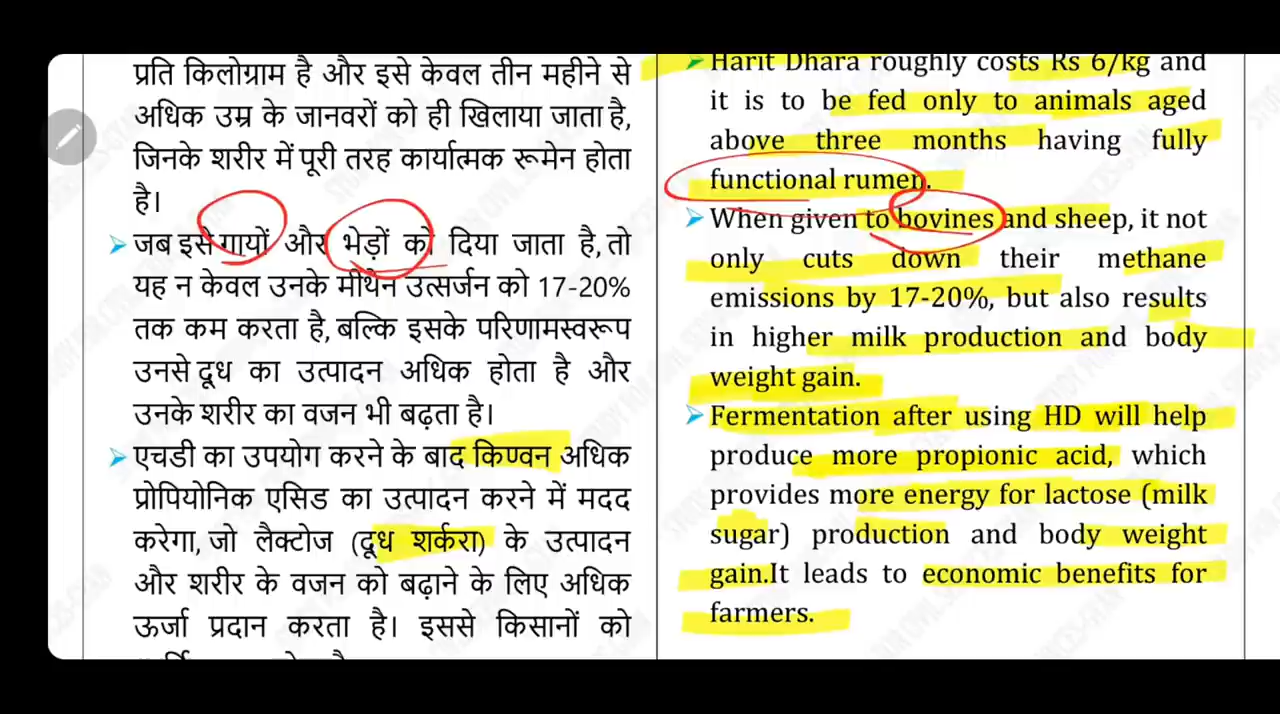 प्रति किलोग्राम है और इसे केवल तीन महीने से
अधिक उम्र के जानवरों को ही खिलाया जाता है,
जिनके शरीर में पूरी तरह कार्यात्मक रूमेन होता
है।
जब इसे गायों और भेड़ों को दिया जाता है, तो
यह न केवल उनके मीथेन उत्सर्जन को 17-20%
तक कम करता है, बल्कि इसके परिणामस्वरूप
उनसे दूध का उत्पादन अधिक होता है और
उनके शरीर का वजन भी बढ़ता है।
एचडी का उपयोग करने के बाद किण्वन अधिक
प्रोपियोनिक एसिड का उत्पादन करने में मदद
करेगा, जो लैक्टोज (दूध शर्करा) के उत्पादन
और शरीर के वजन को बढ़ाने के लिए अधिक
ऊर्जा प्रदान करता है। इससे किसानों को
Harit Dhara roughly costs Rs 6/kg and
it is to be fed only to animals aged
above three months having fully
functional rumen.
When given to bovines and sheep, it not
only cuts down their methane
emissions by 17-20%, but also results
in higher milk production and body
weight gain.
Fermentation after using HD will help
produce more propionic acid, which
provides more energy for lactose (milk
sugar) production and body weight
gain.It leads to economic benefits for
farmers.